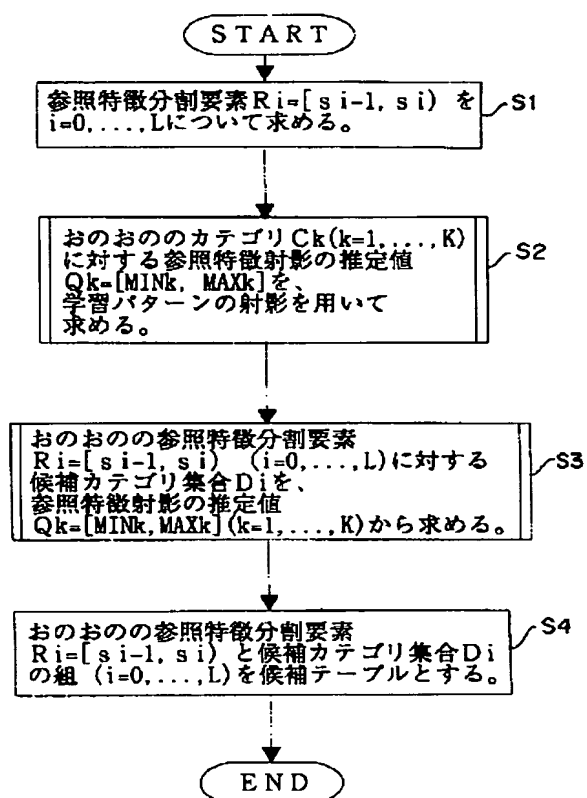 START
参照特徴分割要素Ri=[si-1, si) を
i=0,...,Lについて求める。
S1
おのおののカテゴリCk(k=1,...,K)
に対する参照特徴射影の推定値
Qk=[MINk, MAXk]を、
学習パターンの射影を用いて
求める。
S2
おのおのの参照特徴分割要素
Ri=[si-1, si) (i=0,...,L)に対する
候補カテゴリ集合Diを、
参照特徴射影の推定値
Qk=[MINk,MAXk](k=1,...,K)から求める。
S3
おのおのの参照特徴分割要素
Ri=[si-1, si) と候補カテゴリ集合Di
の組 (i=0,...,L)を候補テーブルとする。
S4
END